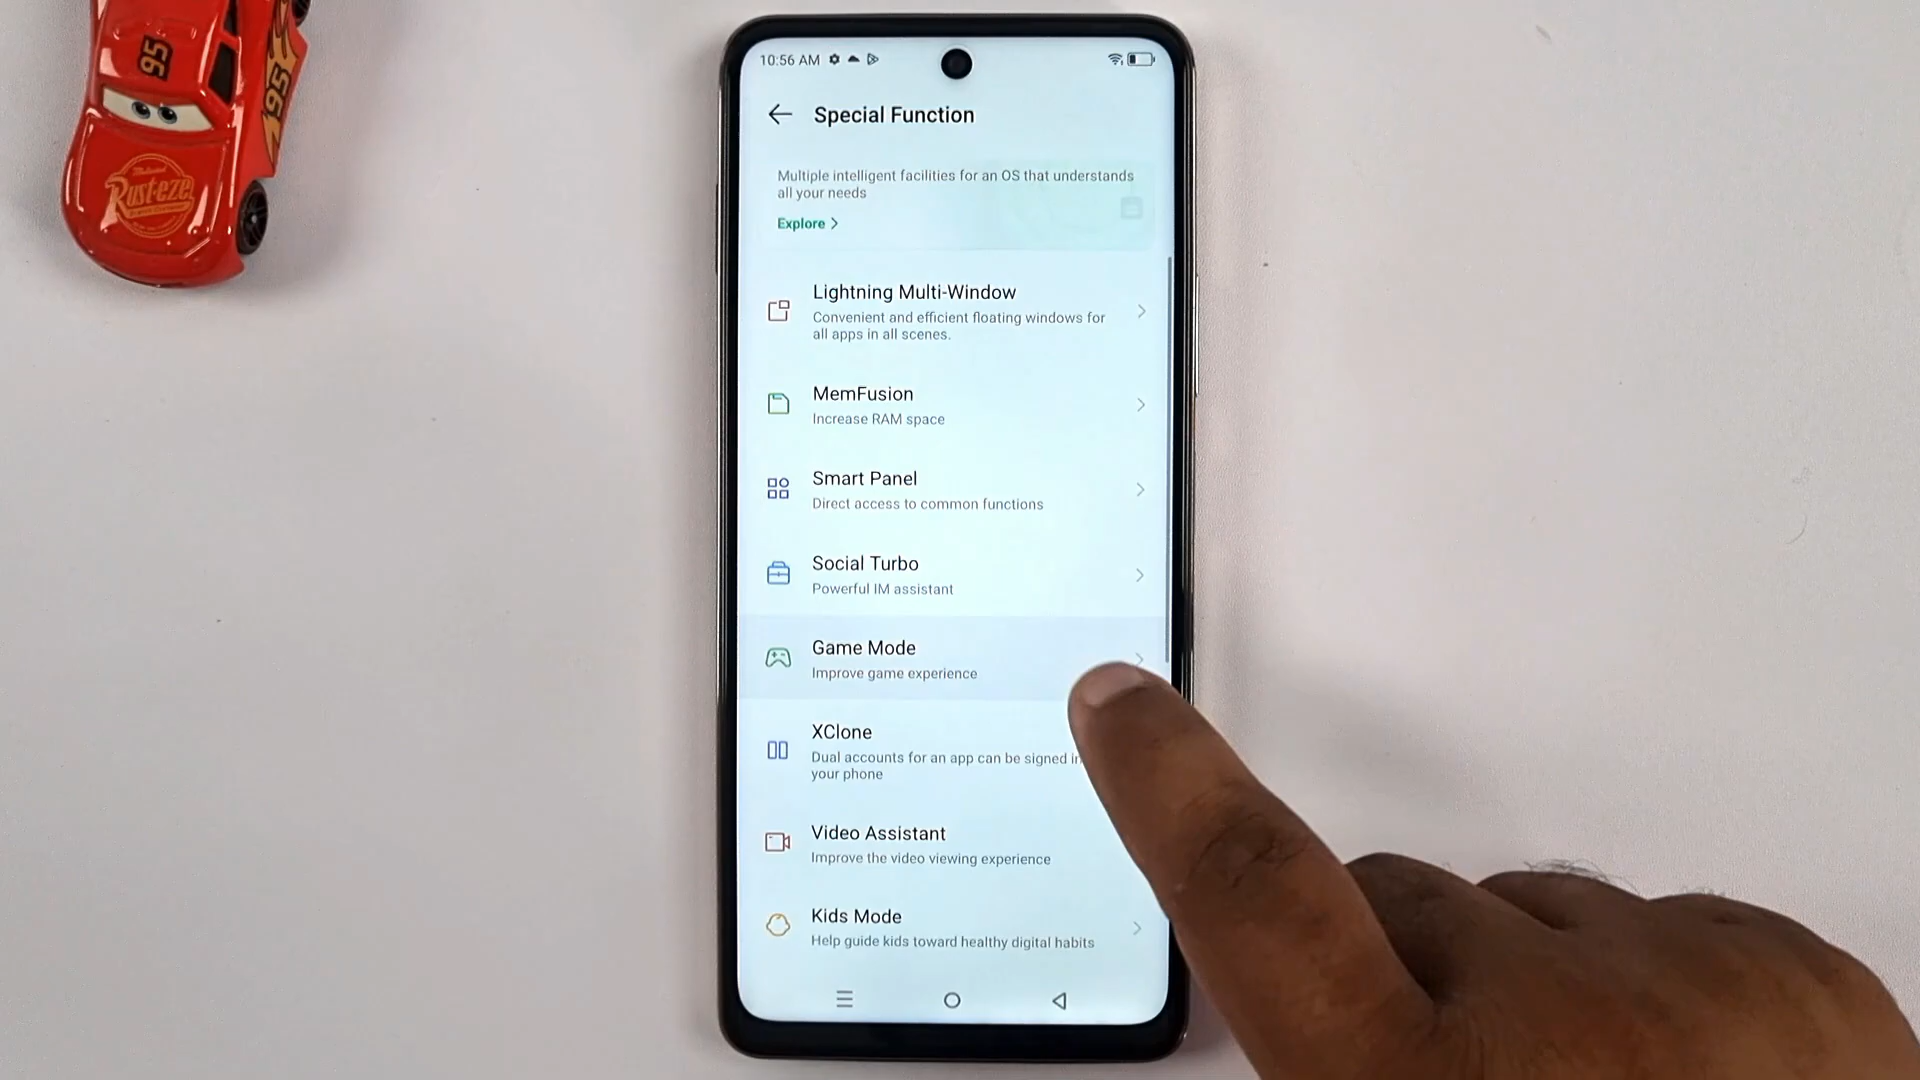 95
95
Rust-eze
10:56 AM
Special Function
Multiple intelligent facilities for an OS that understands
all your needs
Explore >
Lightning Multi-Window
Convenient and efficient floating windows for
all apps in all scenes.
MemFusion
Increase RAM space
Smart Panel
Direct access to common functions
Social Turbo
Powerful IM assistant
Game Mode
Improve game experience
XClone
Dual accounts for an app can be signed in
your phone
Video Assistant
Improve the video viewing experience
Kids Mode
Help guide kids toward healthy digital habits